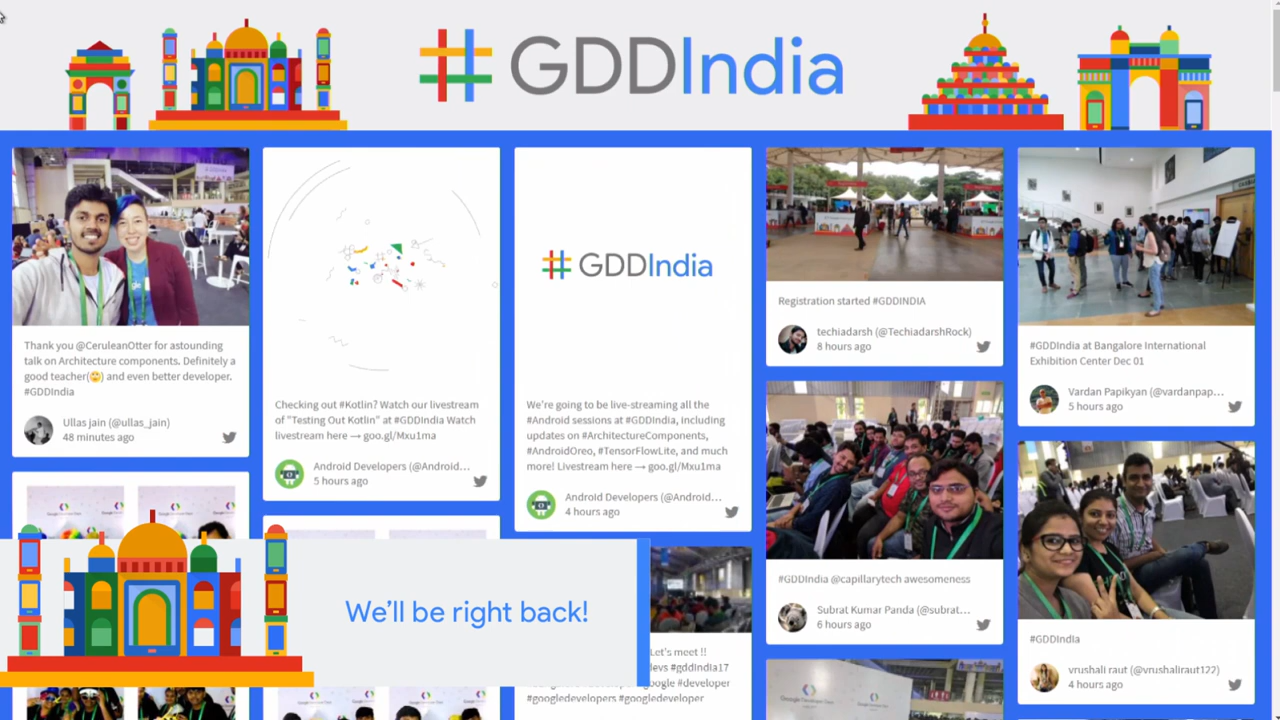 #GDDIndia
Thank you @CeruleanOtter for astounding
talk on Architecture components. Definitely a
good teacher(🙄) and even better developer.
#GDDIndia
Ullas jain (@ullas_jain)
48 minutes ago
Checking out #Kotlin? Watch our livestream
of "Testing Out Kotlin" at #GDDIndia Watch
livestream here → goo.gl/Mxu1ma
Android Developers (@Android…
5 hours ago
#GDDIndia
We're going to be live-streaming all the
#Android sessions at #GDDIndia, including
updates on #ArchitectureComponents,
#AndroidOreo, #TensorFlowLite, and much
more! Livestream here → goo.gl/Mxu1ma
Android Developers (@Android…
4 hours ago
Let's meet !!
devs #gddindia17
#developer
#googledevelopers #googledeveloper
Registration started #GDDINDIA
techiadarsh (@TechiadarshRock)
8 hours ago
#GDDIndia @capillarytech awesomeness
Subrat Kumar Panda (@subrat…
6 hours ago
#GDDIndia at Bangalore International
Exhibition Center Dec 01
Vardan Papikyan (@vardanpap…
5 hours ago
#GDDIndia
vrushali raut (@vrushaliraut122)
4 hours ago
We'll be right back!